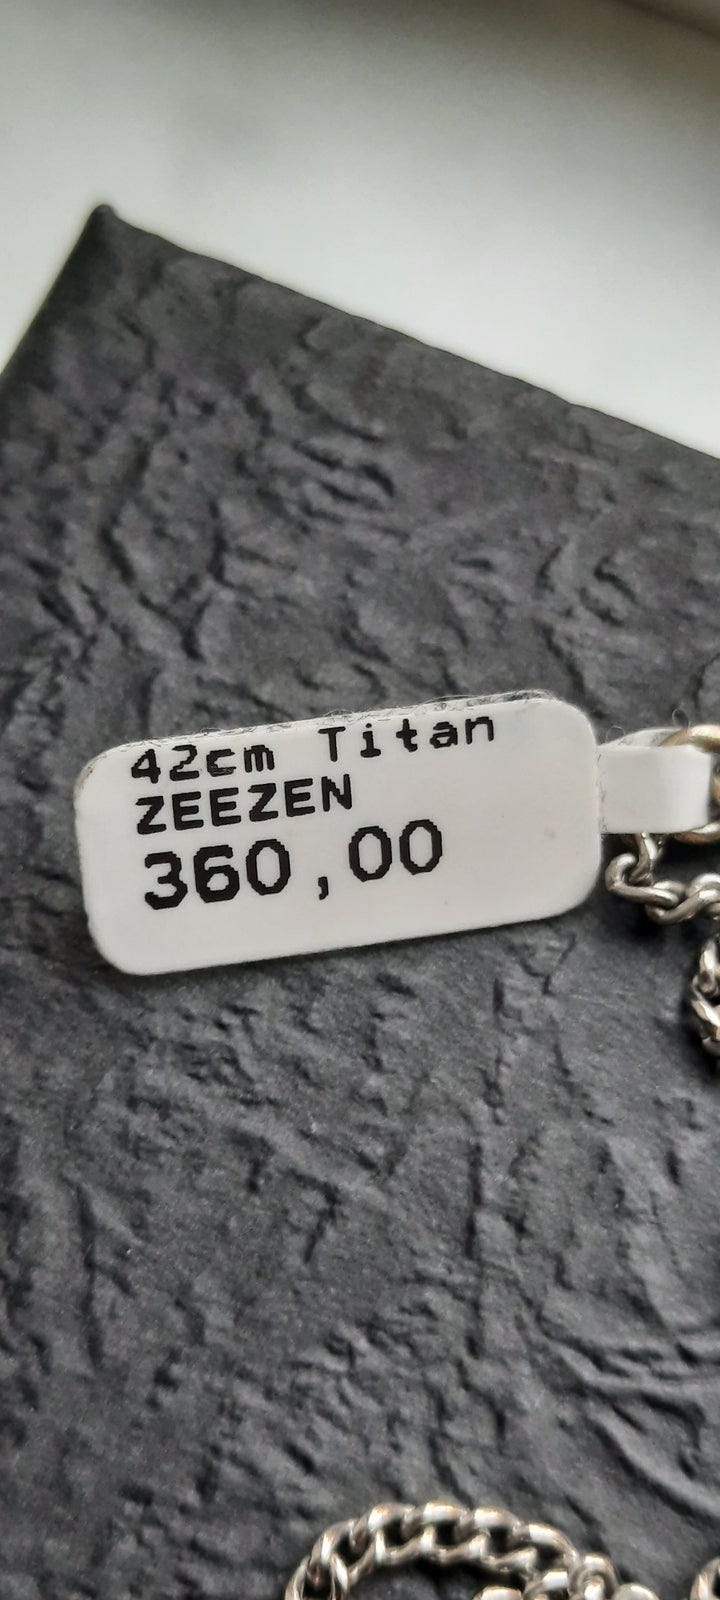 42cm Titan
ZEEZEN
360,00